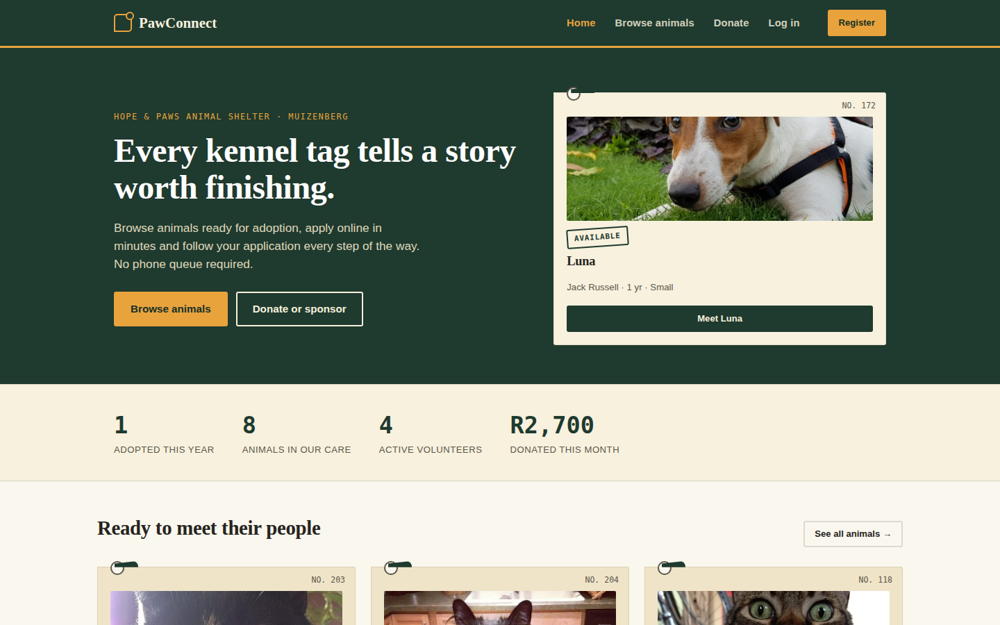 PawConnect
Home
Browse animals
Donate
Log in
Register
HOPE & PAWS ANIMAL SHELTER · MUIZENBERG
Every kennel tag tells a story
worth finishing.
Browse animals ready for adoption, apply online in
minutes and follow your application every step of the way.
No phone queue required.
Browse animals
Donate or sponsor
NO. 172
AVAILABLE
Luna
Jack Russell · 1 yr · Small
Meet Luna
1
ADOPTED THIS YEAR
8
ANIMALS IN OUR CARE
4
ACTIVE VOLUNTEERS
R2,700
DONATED THIS MONTH
Ready to meet their people
See all animals →
NO. 203
NO. 204
NO. 118